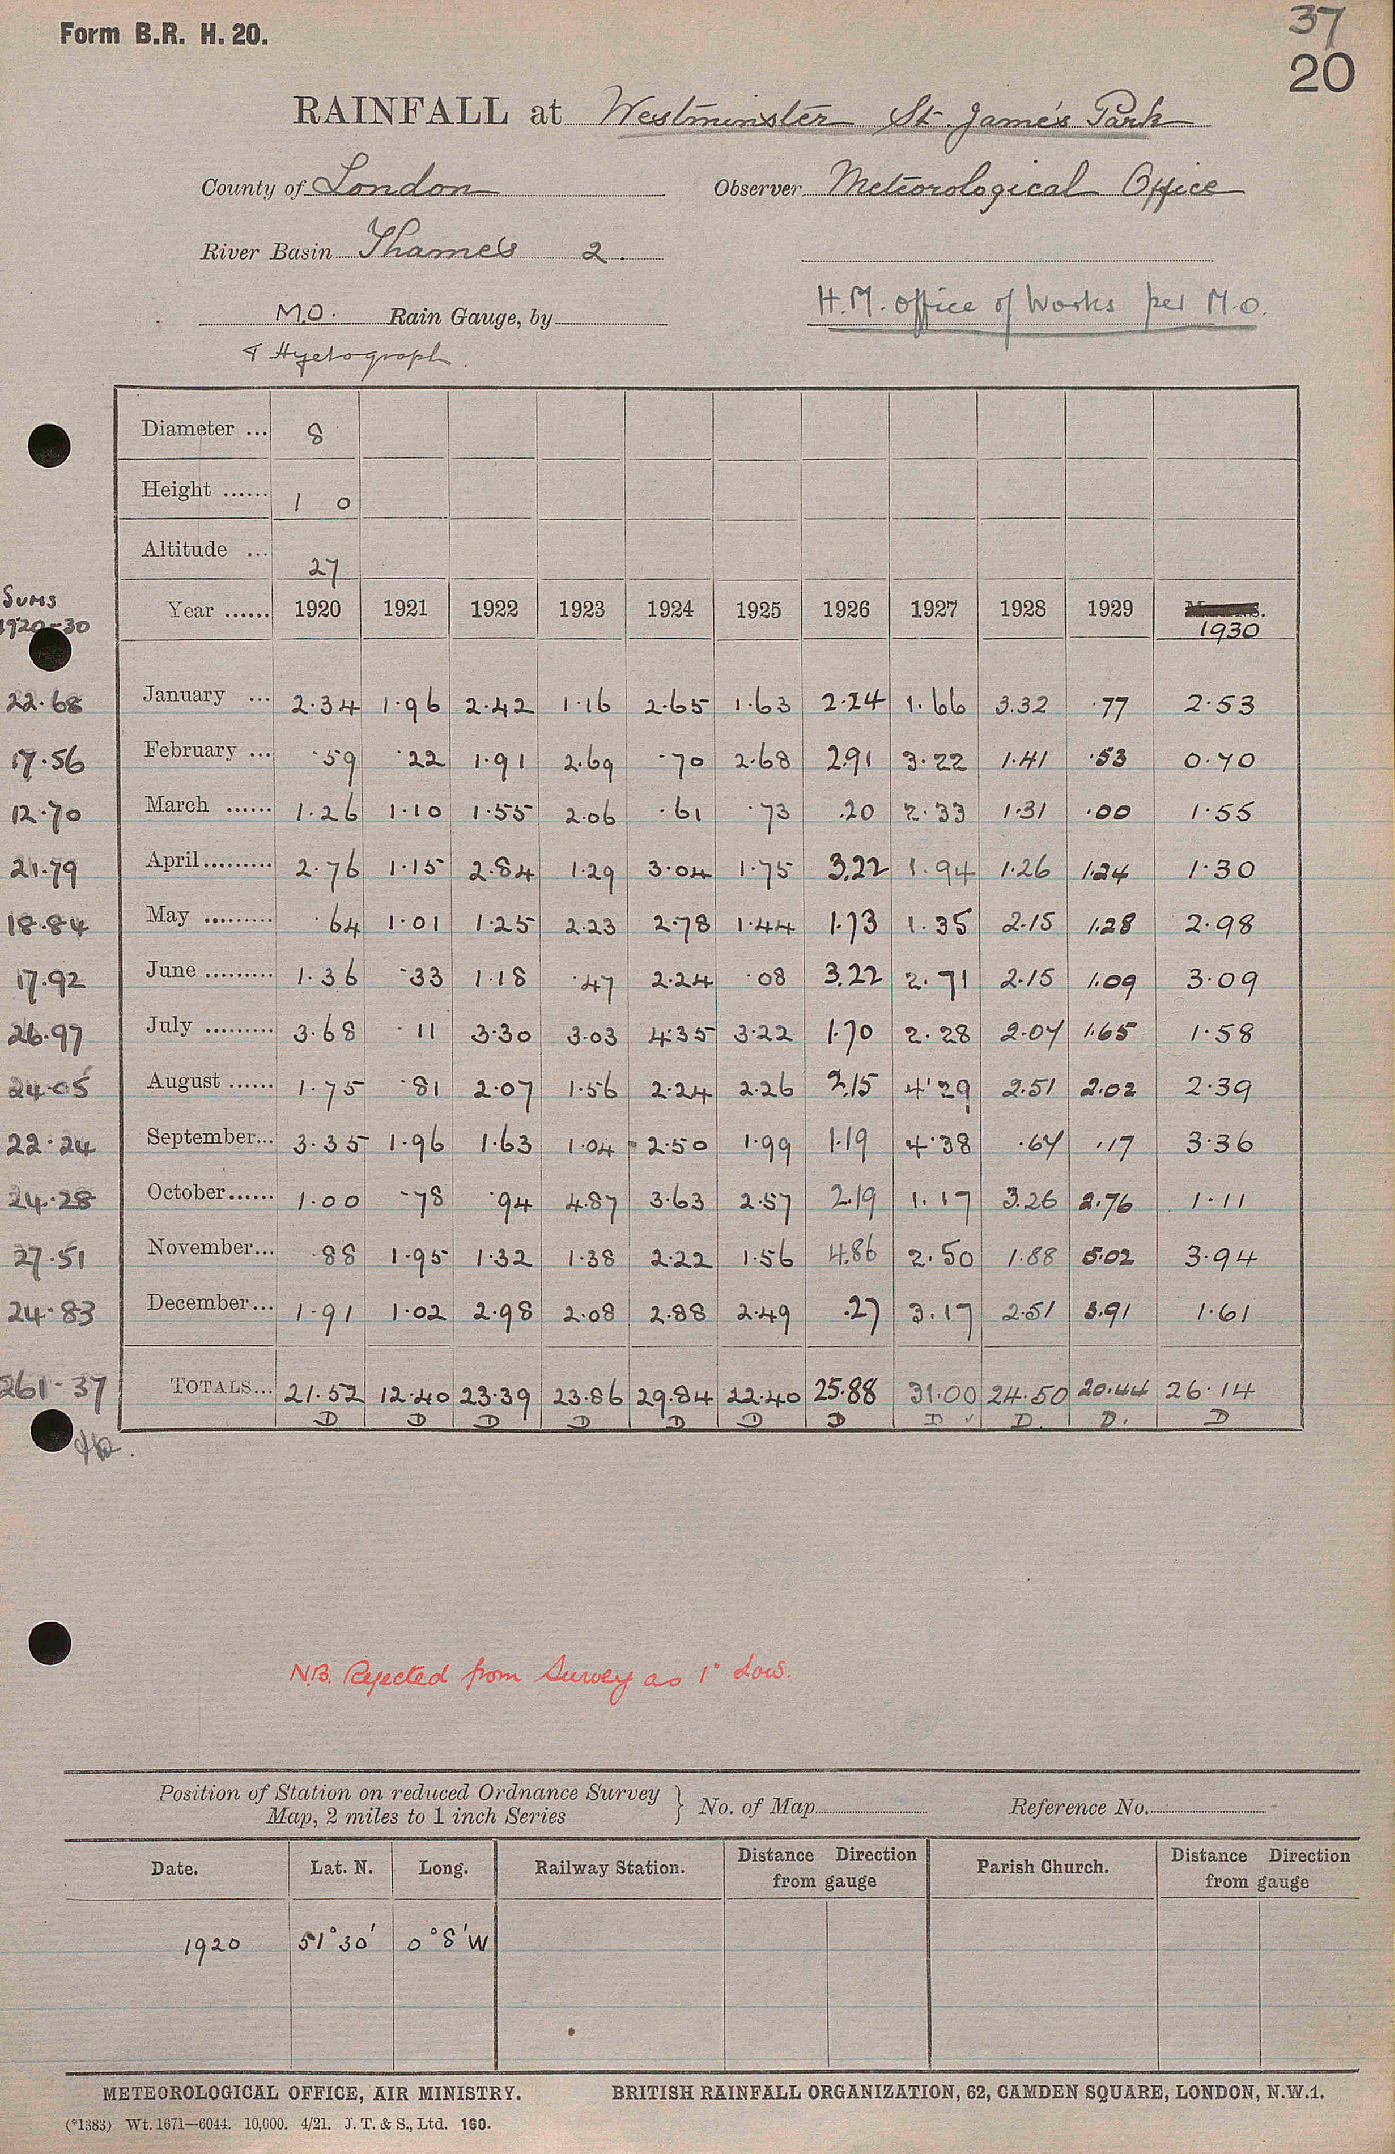 Form B.R. H. 20.
37
20
RAINFALL at Westminster St James's Park
County of London Observer Meteorological Office
River Basin Thames 2.
M.O. Rain Gauge, by H.M. Office of Works per M.O.
& Hyetograph.
Diameter ... 8
Height ...... 1 0
Altitude ... 27
Sums 1920-30 Year ...... 1920 1921 1922 1923 1924 1925 1926 1927 1928 1929 1930
22.68 January ... 2.34 1.96 2.42 1.16 2.65 1.63 2.24 1.66 3.32 .77 2.53
17.56 February ... .59 .22 1.91 2.69 .70 2.68 2.91 3.22 1.41 .53 0.70
12.70 March ...... 1.26 1.10 1.55 2.06 .61 .73 .20 2.33 1.31 .00 1.55
21.79 April ......... 2.76 1.15 2.84 1.29 3.04 1.75 3.22 1.94 1.26 1.24 1.30
18.84 May ......... .64 1.01 1.25 2.23 2.78 1.44 1.73 1.35 2.15 1.28 2.98
17.92 June ......... 1.36 .33 1.18 .47 2.24 .08 3.22 2.71 2.15 1.09 3.09
26.97 July ......... 3.68 .11 3.30 3.03 4.35 3.22 1.70 2.28 2.07 1.65 1.58
24.05 August ...... 1.75 .81 2.07 1.56 2.24 2.26 2.15 4.29 2.51 2.02 2.39
22.24 September... 3.35 1.96 1.63 1.04 2.50 1.99 1.19 4.38 .67 .17 3.36
24.28 October...... 1.00 .78 .94 4.87 3.63 2.57 2.19 1.17 3.26 2.76 1.11
27.51 November... .88 1.95 1.32 1.38 2.22 1.56 4.86 2.50 1.88 5.02 3.94
24.83 December... 1.91 1.02 2.98 2.08 2.88 2.49 .27 3.17 2.51 3.91 1.61
261.37 TOTALS... 21.52 12.40 23.39 23.86 29.84 22.40 25.88 31.00 24.50 20.44 26.14
D D D D D D D D ✓ D. D. D
N.B. Rejected from Survey as 1" Low.
Position of Station on reduced Ordnance Survey
Map, 2 miles to 1 inch Series } No. of Map Reference No.
Date. Lat. N. Long. Railway Station. Distance Direction from gauge Parish Church. Distance Direction from gauge
1920 51°30' 0°8'W
METEOROLOGICAL OFFICE, AIR MINISTRY. BRITISH RAINFALL ORGANIZATION, 62, CAMDEN SQUARE, LONDON, N.W.1.
(*1383) Wt. 1671—6044. 10,000. 4/21. J. T. & S., Ltd. 160.